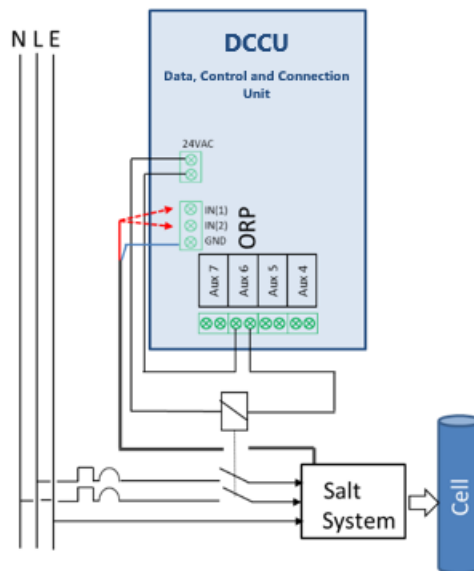 N L E
DCCU
Data, Control and Connection
Unit
24VAC
IN(1)
IN(2)
GND
ORP
Aux 7
Aux 6
Aux 5
Aux 4
Salt
System
Cell